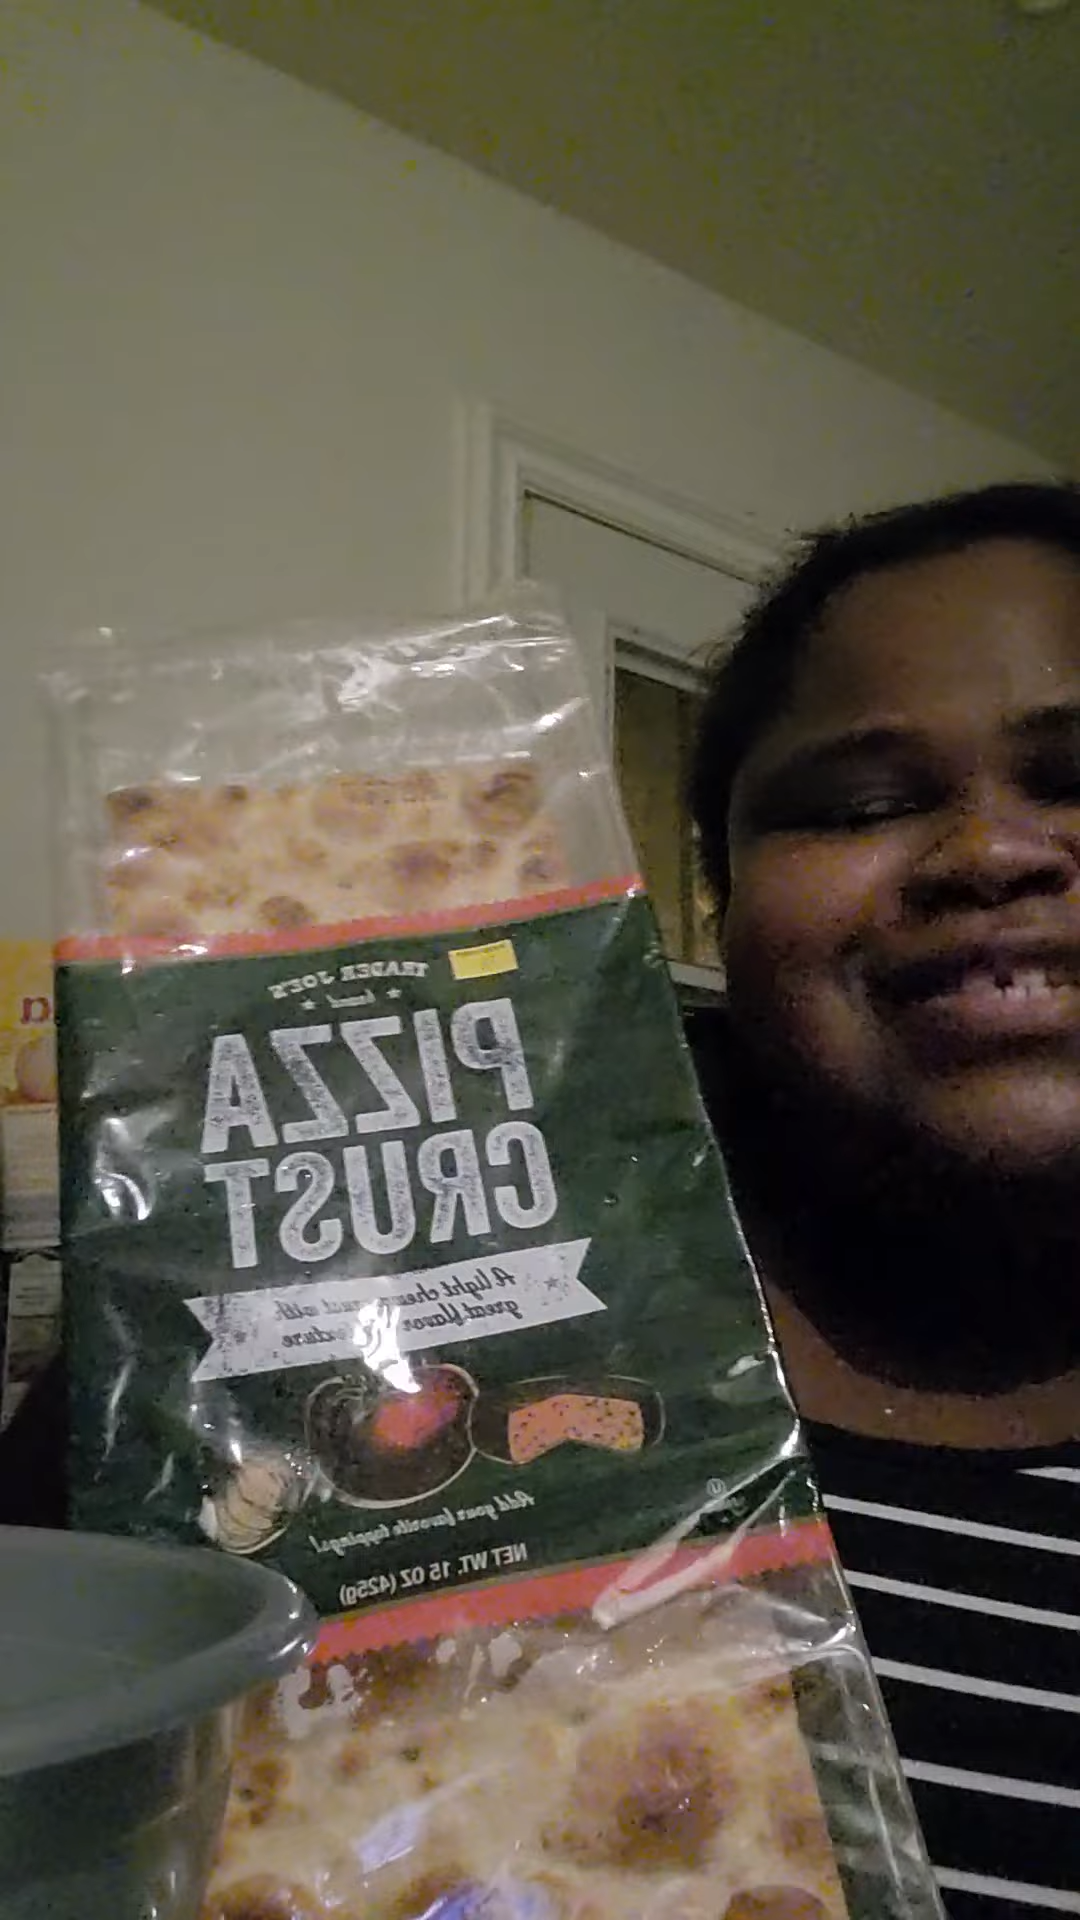 TRADER JOE'S
brand
PIZZA
CRUST
A light chewy crust with
great flavor texture
Add your favorite toppings!
NET WT. 15 OZ (425g)